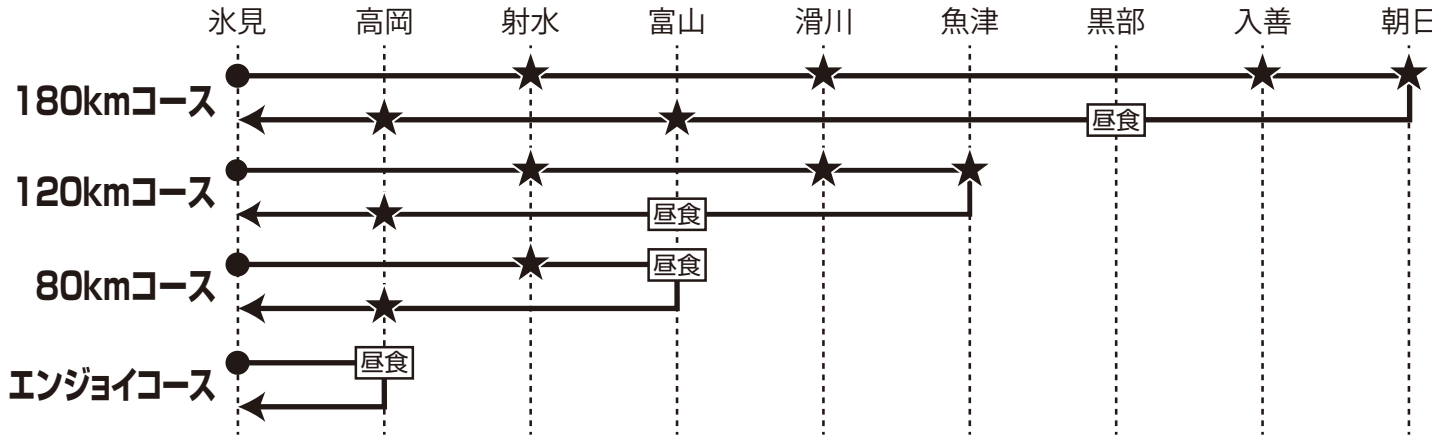 氷見 高岡 射水 富山 滑川 魚津 黒部 入善 朝日
180kmコース
昼食
120kmコース
昼食
80kmコース
昼食
エンジョイコース
昼食